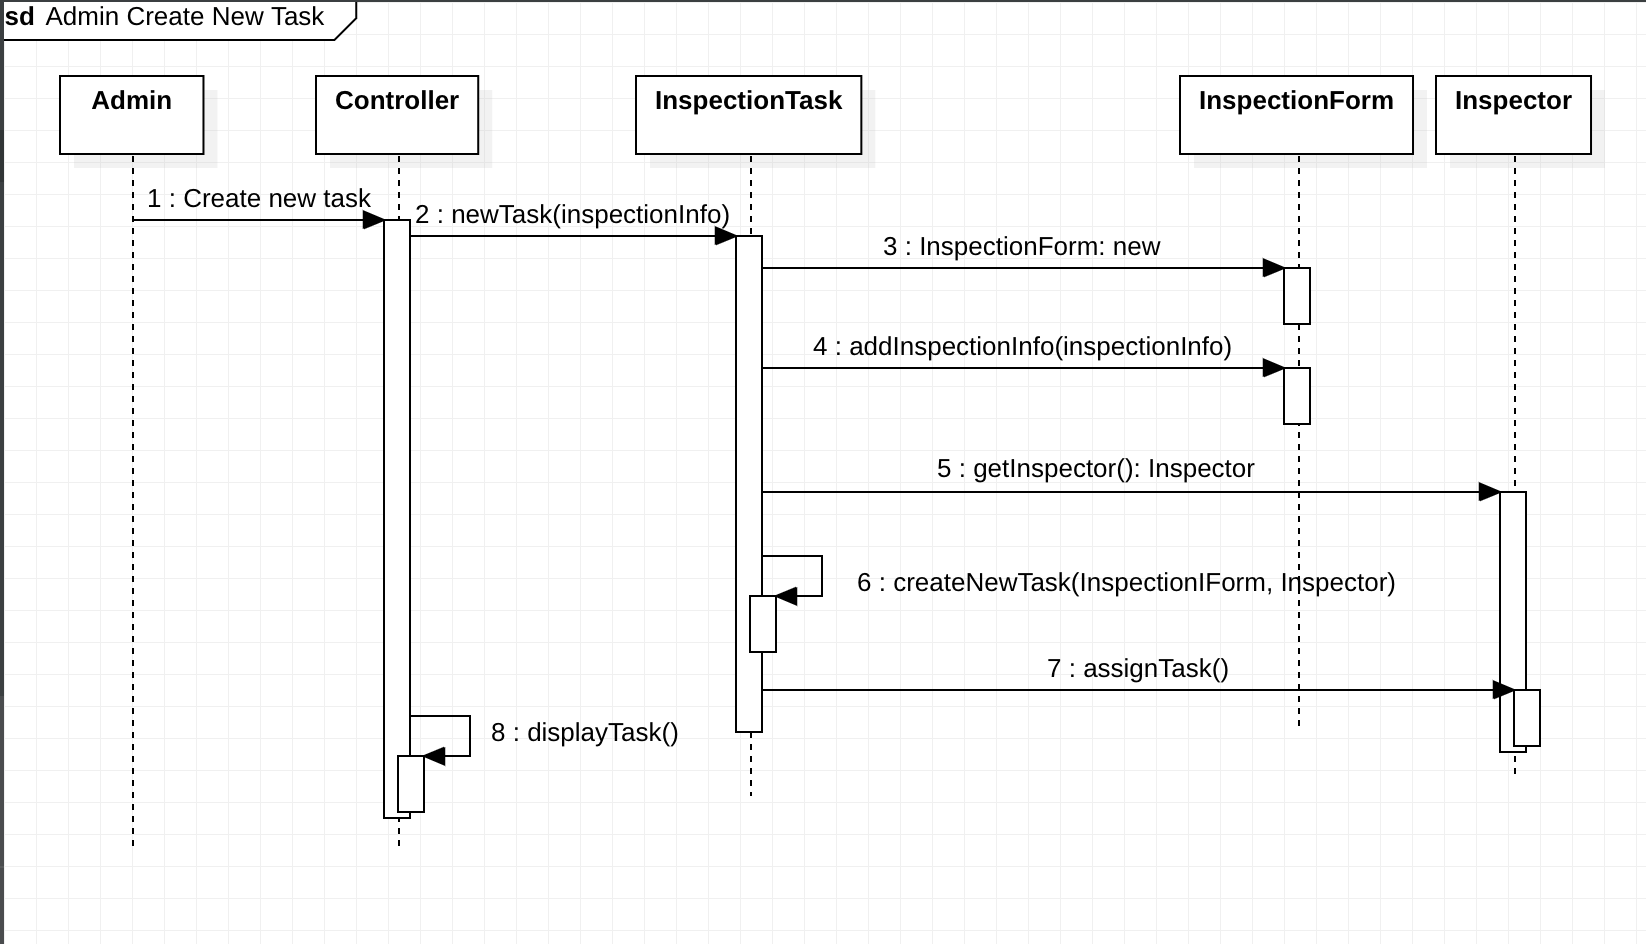 sd Admin Create New Task
Admin
Controller
InspectionTask
InspectionForm
Inspector
1 : Create new task
2 : newTask(inspectionInfo)
3 : InspectionForm: new
4 : addInspectionInfo(inspectionInfo)
5 : getInspector(): Inspector
6 : createNewTask(InspectionIForm, Inspector)
7 : assignTask()
8 : displayTask()